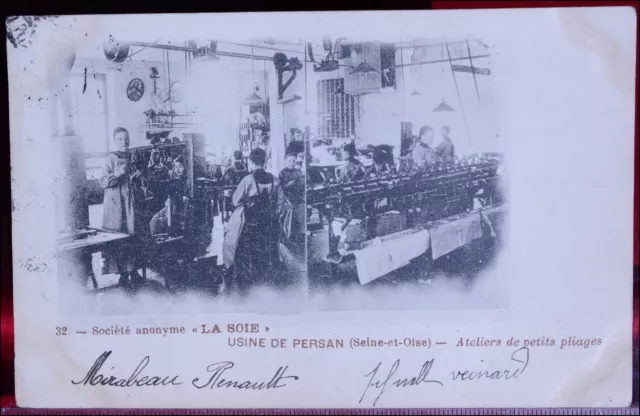 32. — Société anonyme « LA SOIE »
USINE DE PERSAN (Seine-et-Oise) — Ateliers de petits pliages
Mirabeau Renault veinard